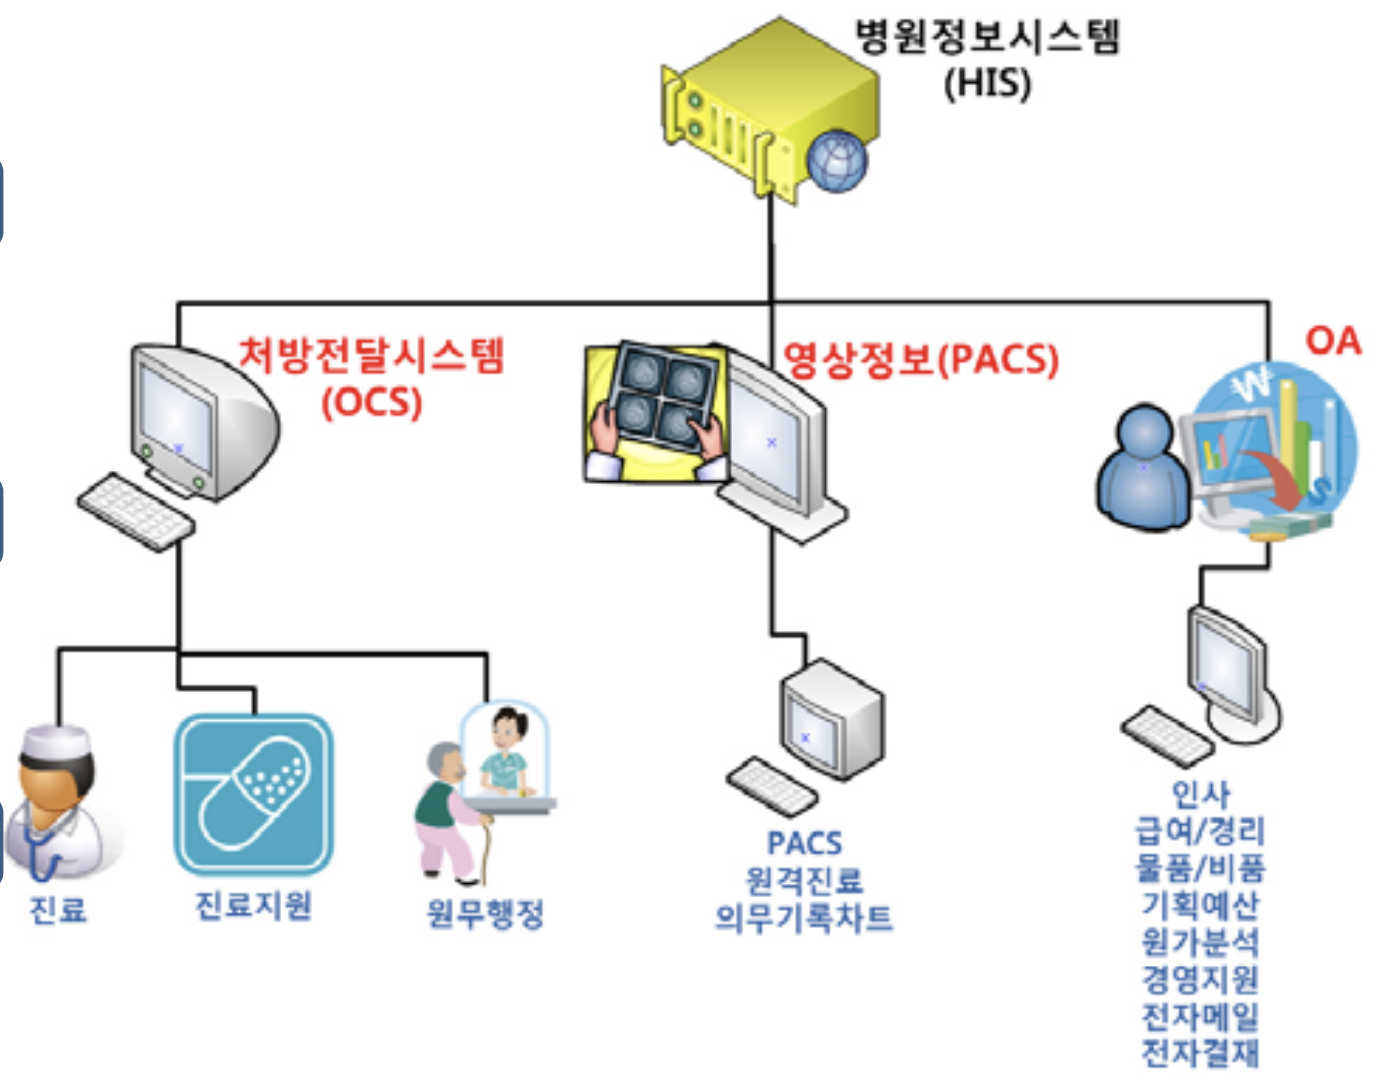 병원정보시스템
(HIS)
처방전달시스템
(OCS)
영상정보(PACS)
OA
진료
진료지원
원무행정
PACS
원격진료
의무기록차트
인사
급여/경리
물품/비품
기획예산
원가분석
경영지원
전자메일
전자결재